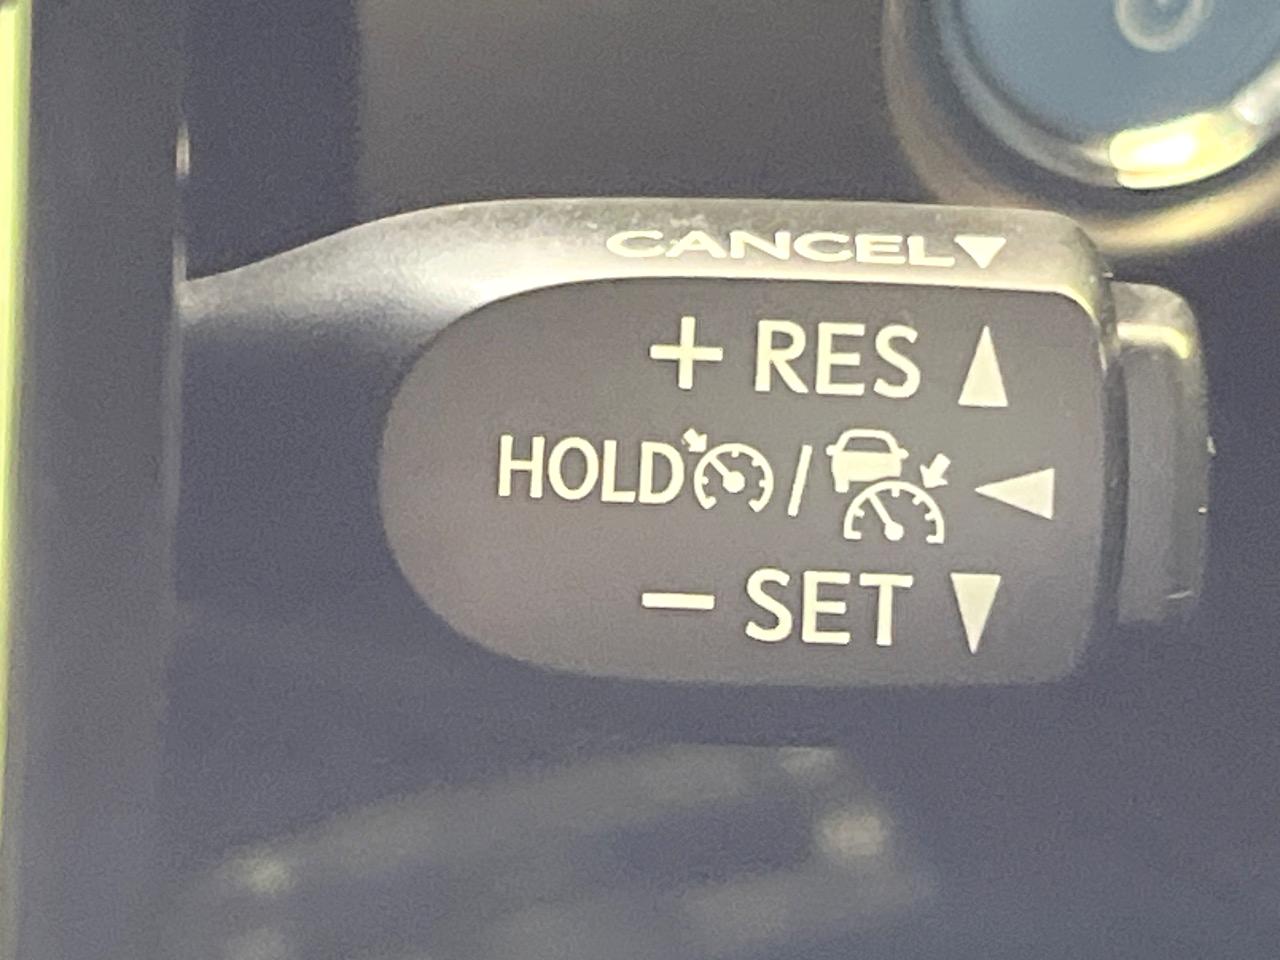 CANCEL▼
+ RES ▲
HOLD / ◀
− SET ▼